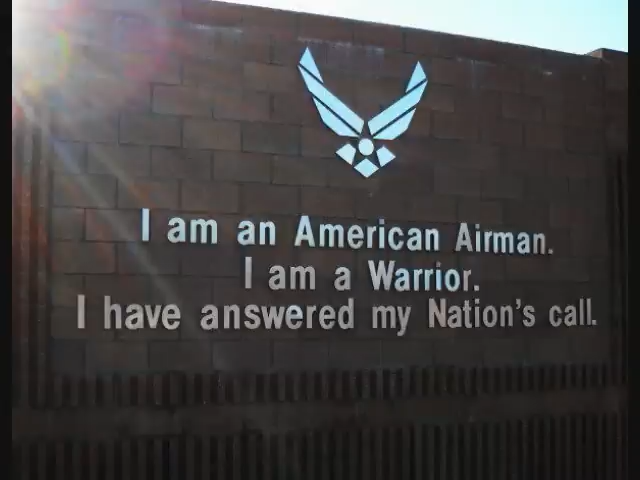 I am an American Airman.
I am a Warrior.
I have answered my Nation's call.